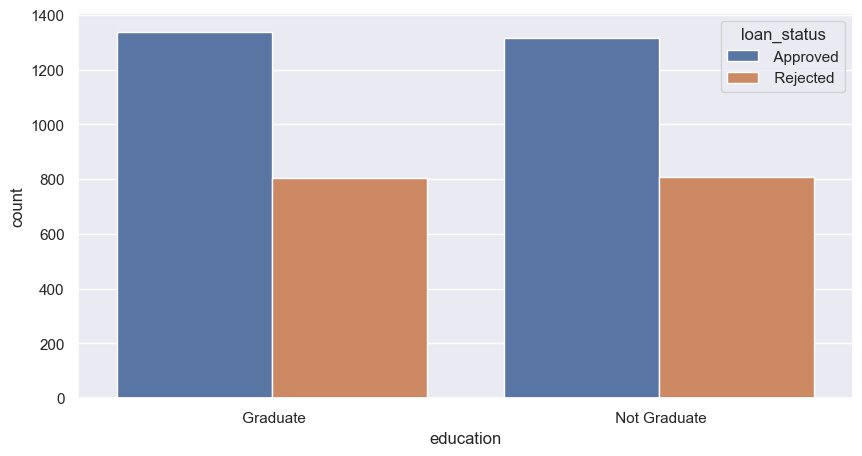 1400
1200
1000
800
600
400
200
0
count
loan_status
Approved
Rejected
Graduate
Not Graduate
education